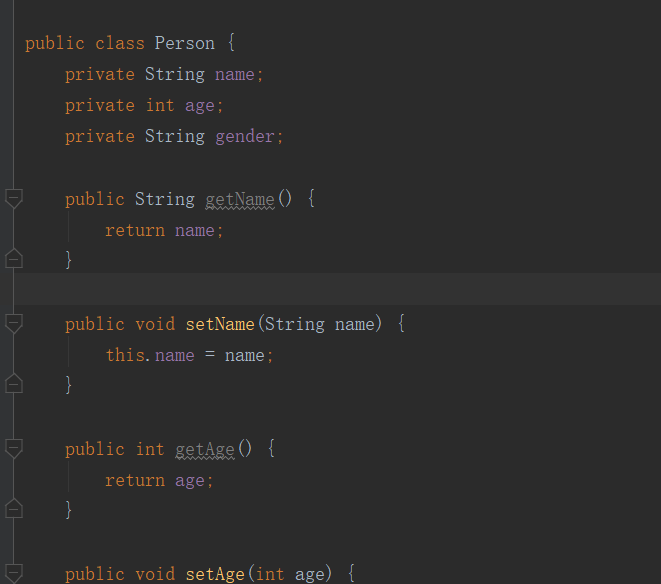 public class Person {
private String name;
private int age;
private String gender;
public String getName() {
return name;
}
public void setName(String name) {
this.name = name;
}
public int getAge() {
return age;
}
public void setAge(int age) {